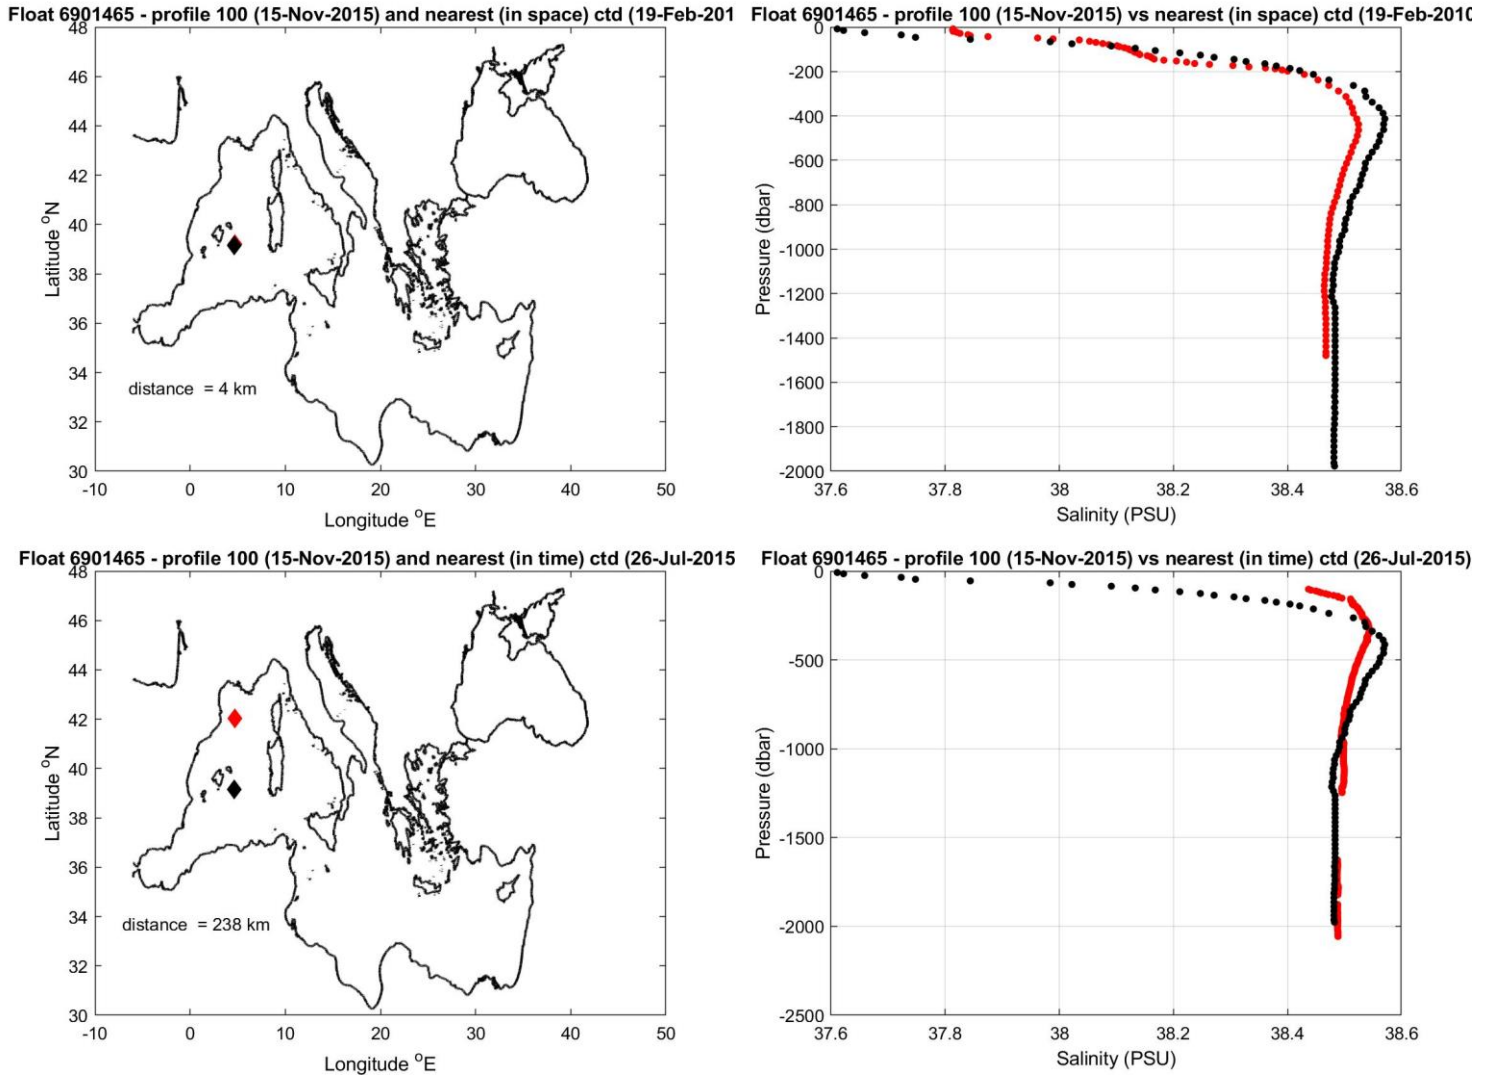 Float 6901465 - profile 100 (15-Nov-2015) and nearest (in space) ctd (19-Feb-201
48
46
44
42
40
38
36
34
32
30
Latitude °N
distance = 4 km
-10 0 10 20 30 40 50
Longitude °E
Float 6901465 - profile 100 (15-Nov-2015) vs nearest (in space) ctd (19-Feb-2010
0
-200
-400
-600
-800
-1000
-1200
-1400
-1600
-1800
-2000
Pressure (dbar)
37.6 37.8 38 38.2 38.4 38.6
Salinity (PSU)
Float 6901465 - profile 100 (15-Nov-2015) and nearest (in time) ctd (26-Jul-2015
48
46
44
42
40
38
36
34
32
30
Latitude °N
distance = 238 km
-10 0 10 20 30 40 50
Longitude °E
Float 6901465 - profile 100 (15-Nov-2015) vs nearest (in time) ctd (26-Jul-2015)
0
-500
-1000
-1500
-2000
-2500
Pressure (dbar)
37.6 37.8 38 38.2 38.4 38.6
Salinity (PSU)